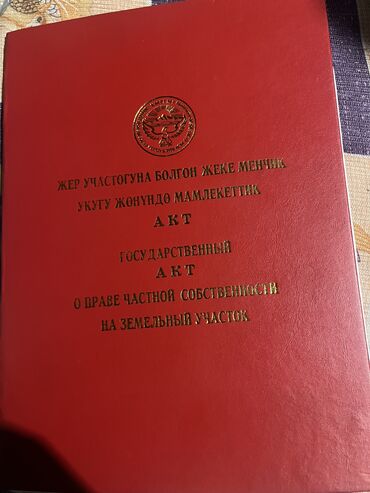 ЖЕР УЧАСТОГУНА БОЛГОН ЖЕКЕ МЕНЧИК
УКУГУ ЖӨНҮНДӨ МАМЛЕКЕТТИК
АКТ
ГОСУДАРСТВЕННЫЙ
АКТ
О ПРАВЕ ЧАСТНОЙ СОБСТВЕННОСТИ
НА ЗЕМЕЛЬНЫЙ УЧАСТОК